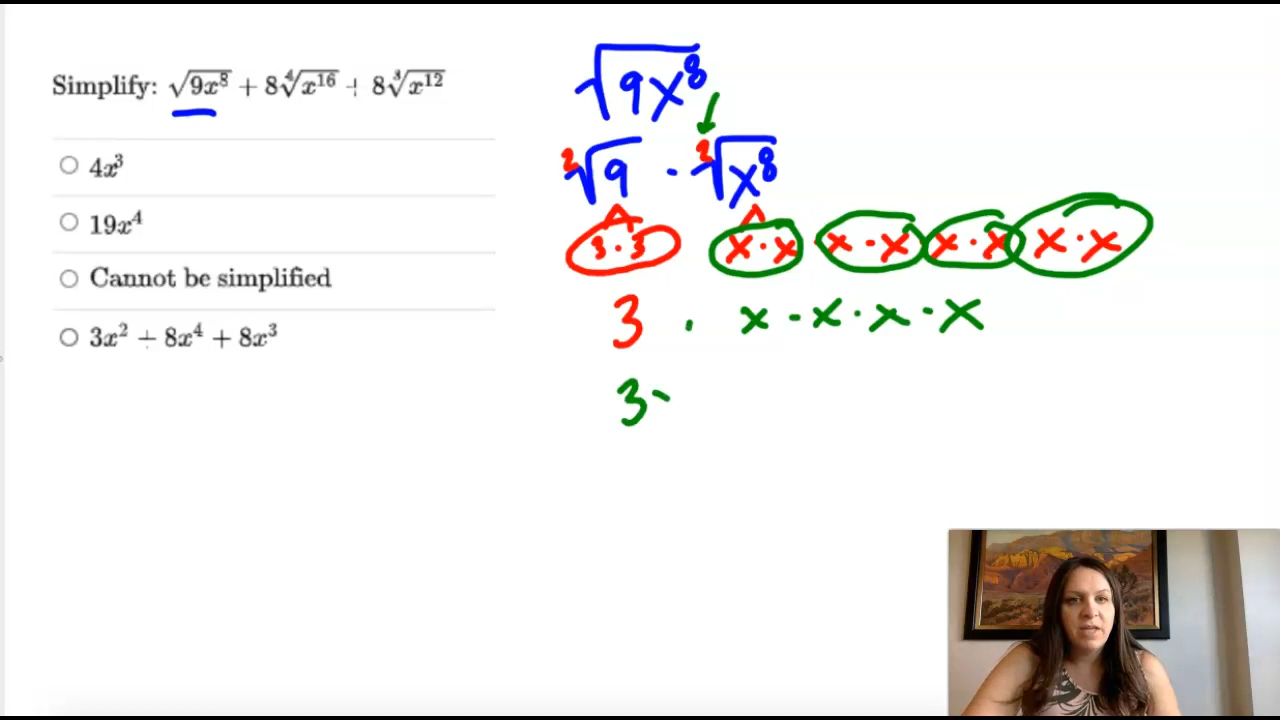 Simplify: √9x⁸ + 8∜x¹⁶ + 8∛x¹²
4x³
19x⁴
Cannot be simplified
3x² + 8x⁴ + 8x³
√9x⁸
²√9 · ²√x⁸
3 · 3 x · x · x · x x · x x · x
3 · x · x · x · x
3 ·